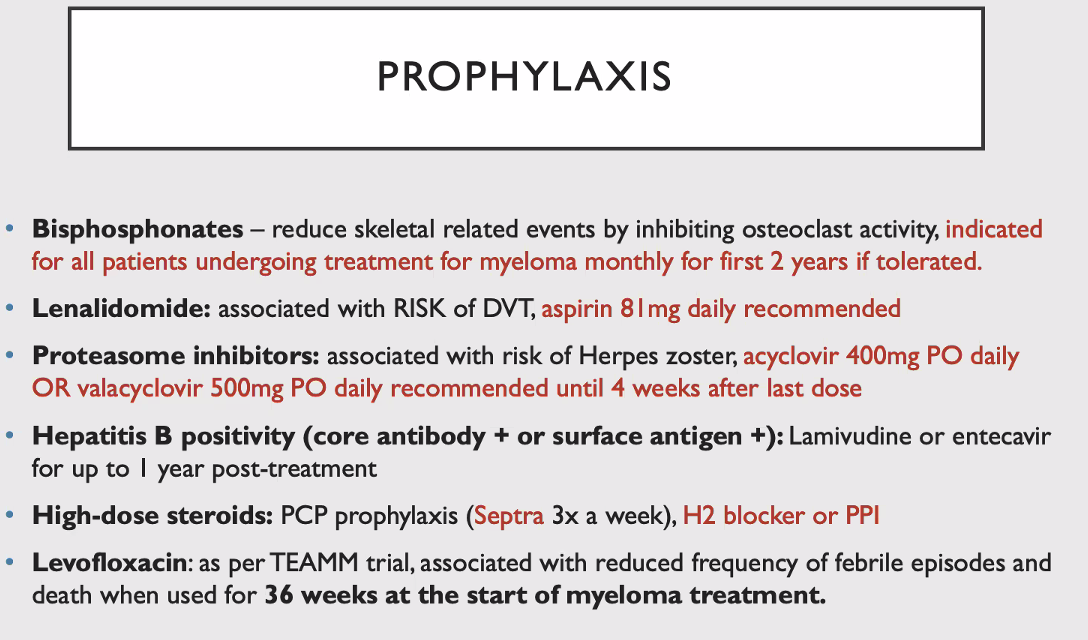 PROPHYLAXIS
• Bisphosphonates – reduce skeletal related events by inhibiting osteoclast activity, indicated
for all patients undergoing treatment for myeloma monthly for first 2 years if tolerated.
• Lenalidomide: associated with RISK of DVT, aspirin 81mg daily recommended
• Proteasome inhibitors: associated with risk of Herpes zoster, acyclovir 400mg PO daily
OR valacyclovir 500mg PO daily recommended until 4 weeks after last dose
• Hepatitis B positivity (core antibody + or surface antigen +): Lamivudine or entecavir
for up to 1 year post-treatment
• High-dose steroids: PCP prophylaxis (Septra 3x a week), H2 blocker or PPI
• Levofloxacin: as per TEAMM trial, associated with reduced frequency of febrile episodes and
death when used for 36 weeks at the start of myeloma treatment.